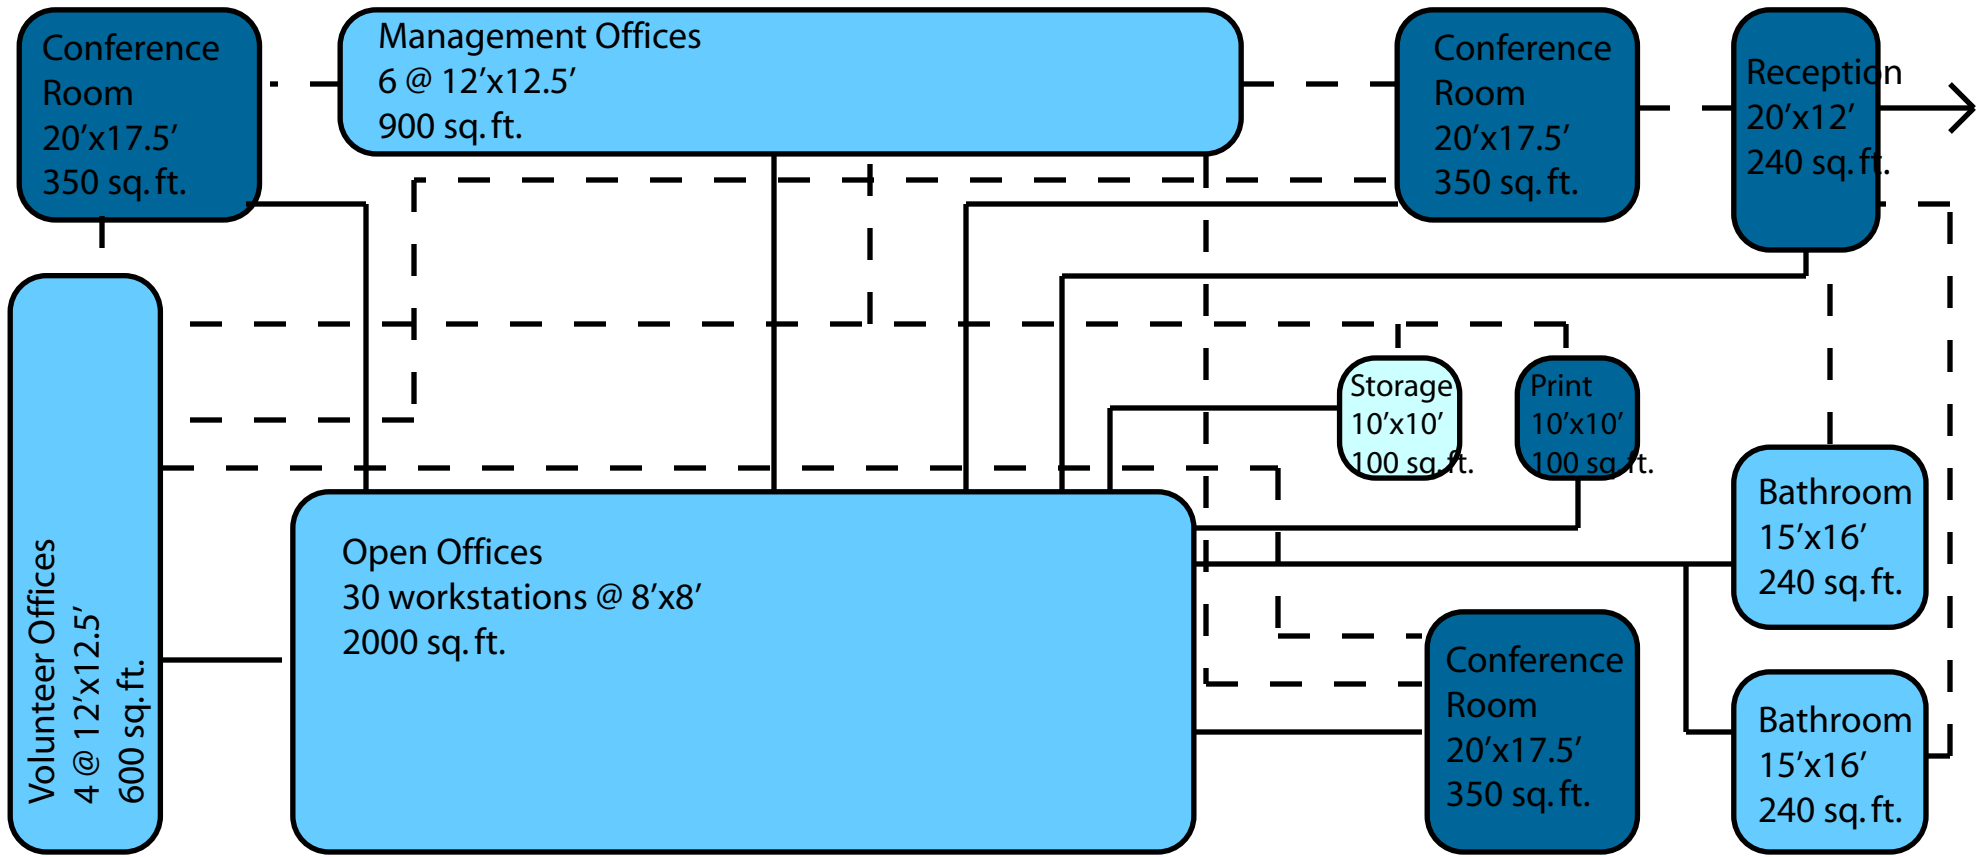 Conference
Room
20’x17.5’
350 sq. ft.
Management Offices
6 @ 12’x12.5’
900 sq. ft.
Conference
Room
20’x17.5’
350 sq. ft.
Reception
20’x12’
240 sq. ft.
Storage
10’x10’
100 sq. ft.
Print
10’x10’
100 sq. ft.
Volunteer Offices
4 @ 12’x12.5’
600 sq. ft.
Open Offices
30 workstations @ 8’x8’
2000 sq. ft.
Bathroom
15’x16’
240 sq. ft.
Conference
Room
20’x17.5’
350 sq. ft.
Bathroom
15’x16’
240 sq. ft.